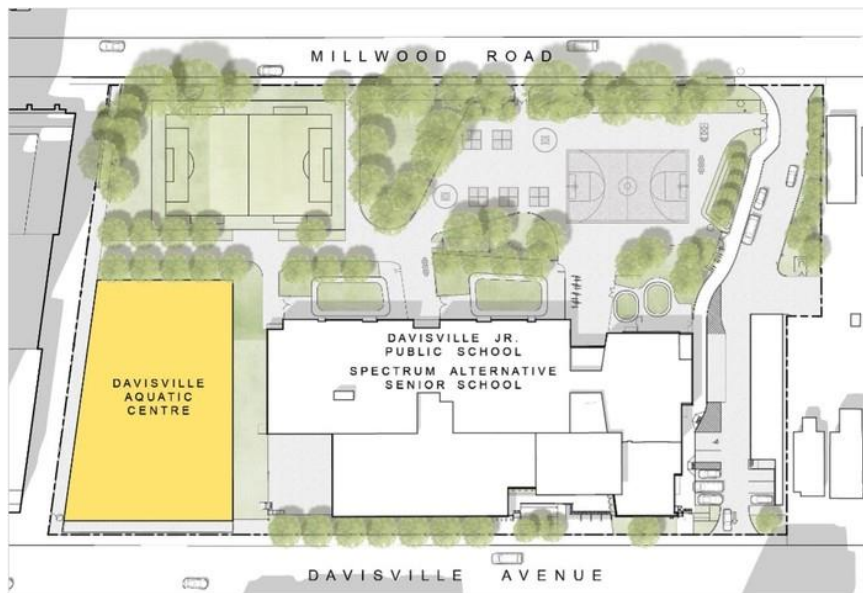 MILLWOOD ROAD
DAVISVILLE JR.
PUBLIC SCHOOL
SPECTRUM ALTERNATIVE
SENIOR SCHOOL
DAVISVILLE
AQUATIC
CENTRE
DAVISVILLE AVENUE